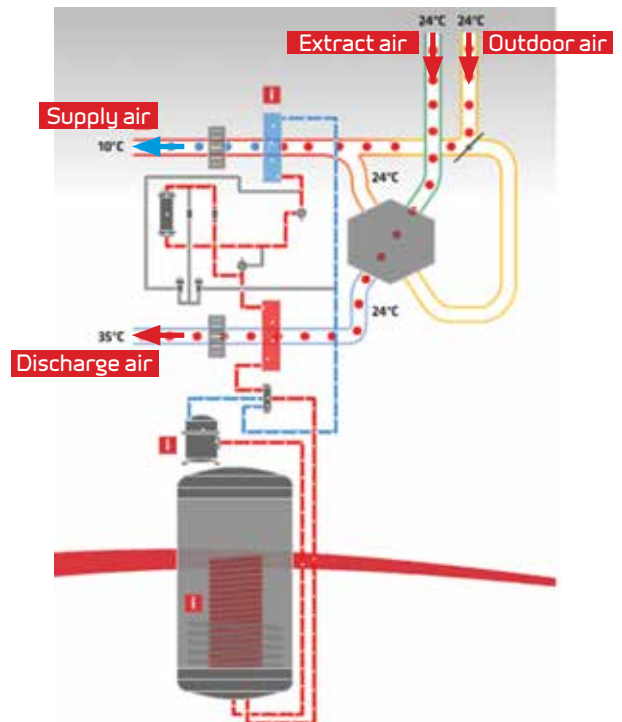 24°C 24°C
Extract air
Outdoor air
Supply air
10°C
24°C
24°C
35°C
Discharge air